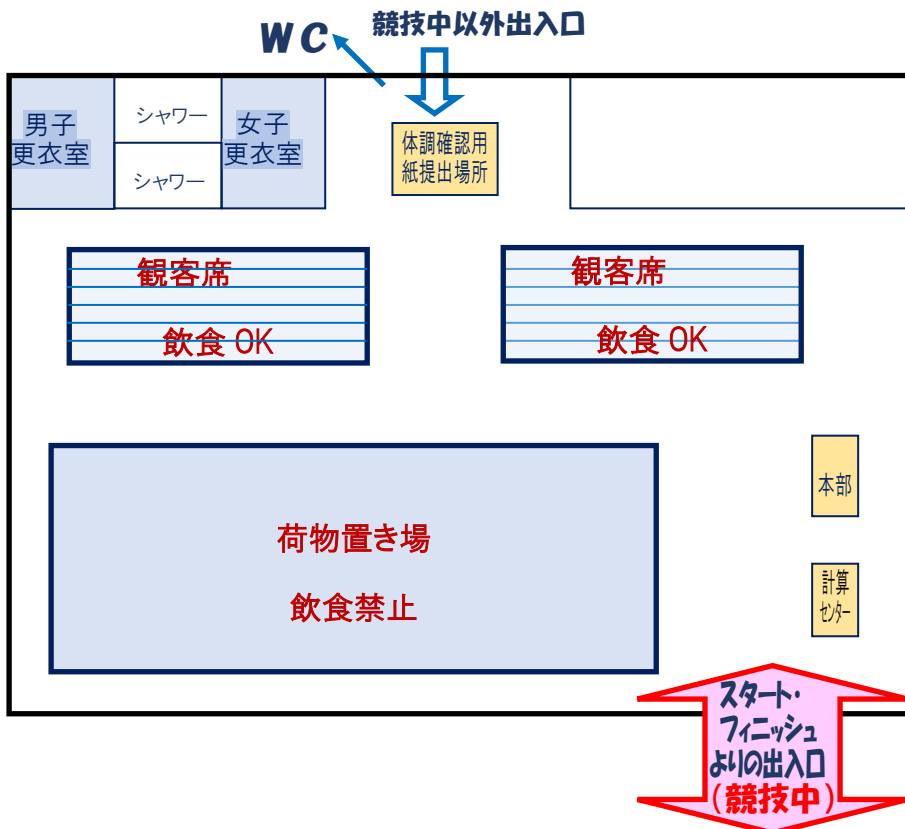 WC
競技中以外出入口
男子
更衣室
シャワー
シャワー
女子
更衣室
体調確認用
紙提出場所
観客席
飲食 OK
観客席
飲食 OK
荷物置き場
飲食禁止
本部
計算
センター
スタート・
フィニッシュ
よりの出入口
(競技中)